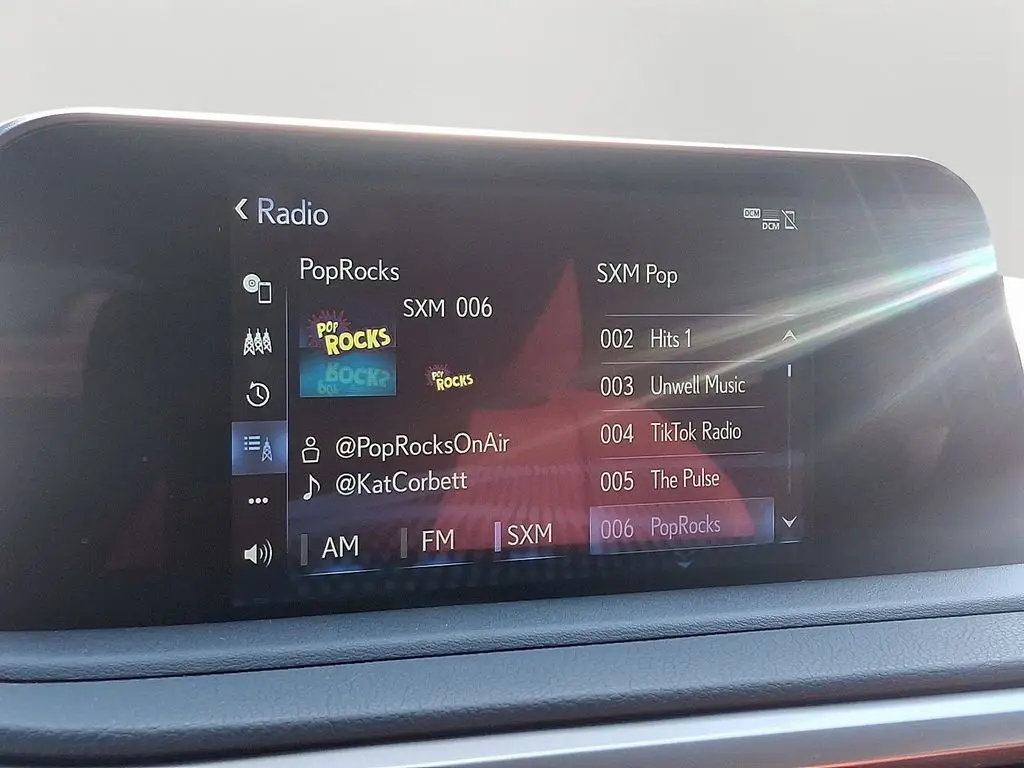 Radio
DCM
DCM
PopRocks
SXM 006
POP
ROCKS
POP
ROCKS
@PopRocksOnAir
@KatCorbett
AM
FM
SXM
SXM Pop
002 Hits 1
003 Unwell Music
004 TikTok Radio
005 The Pulse
006 PopRocks